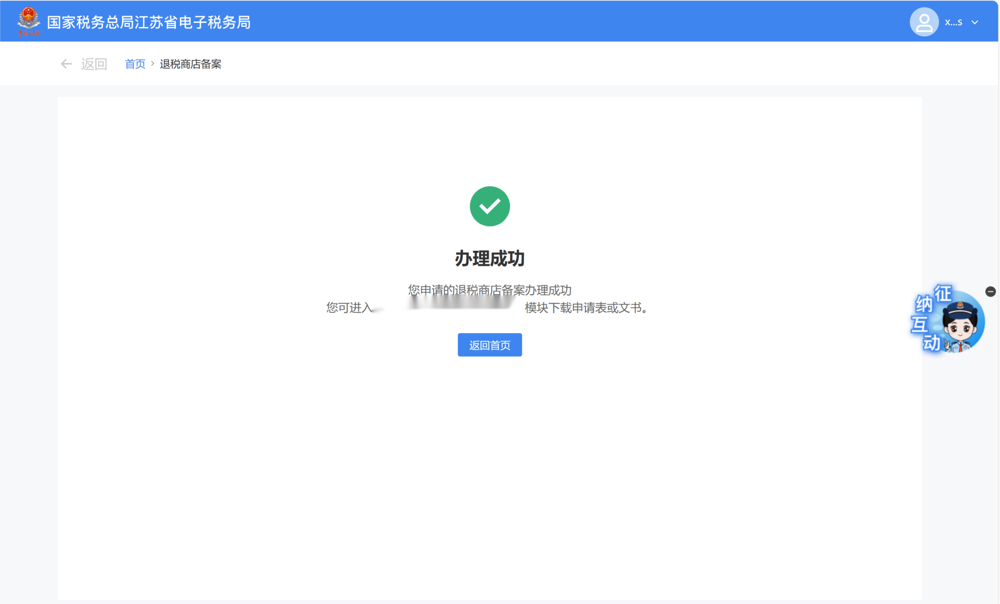 国家税务总局江苏省电子税务局
x...s
返回 首页 > 退税商店备案
办理成功
您申请的退税商店备案办理成功
您可进入 模块下载申请表或文书。
返回首页
征
纳
互
动